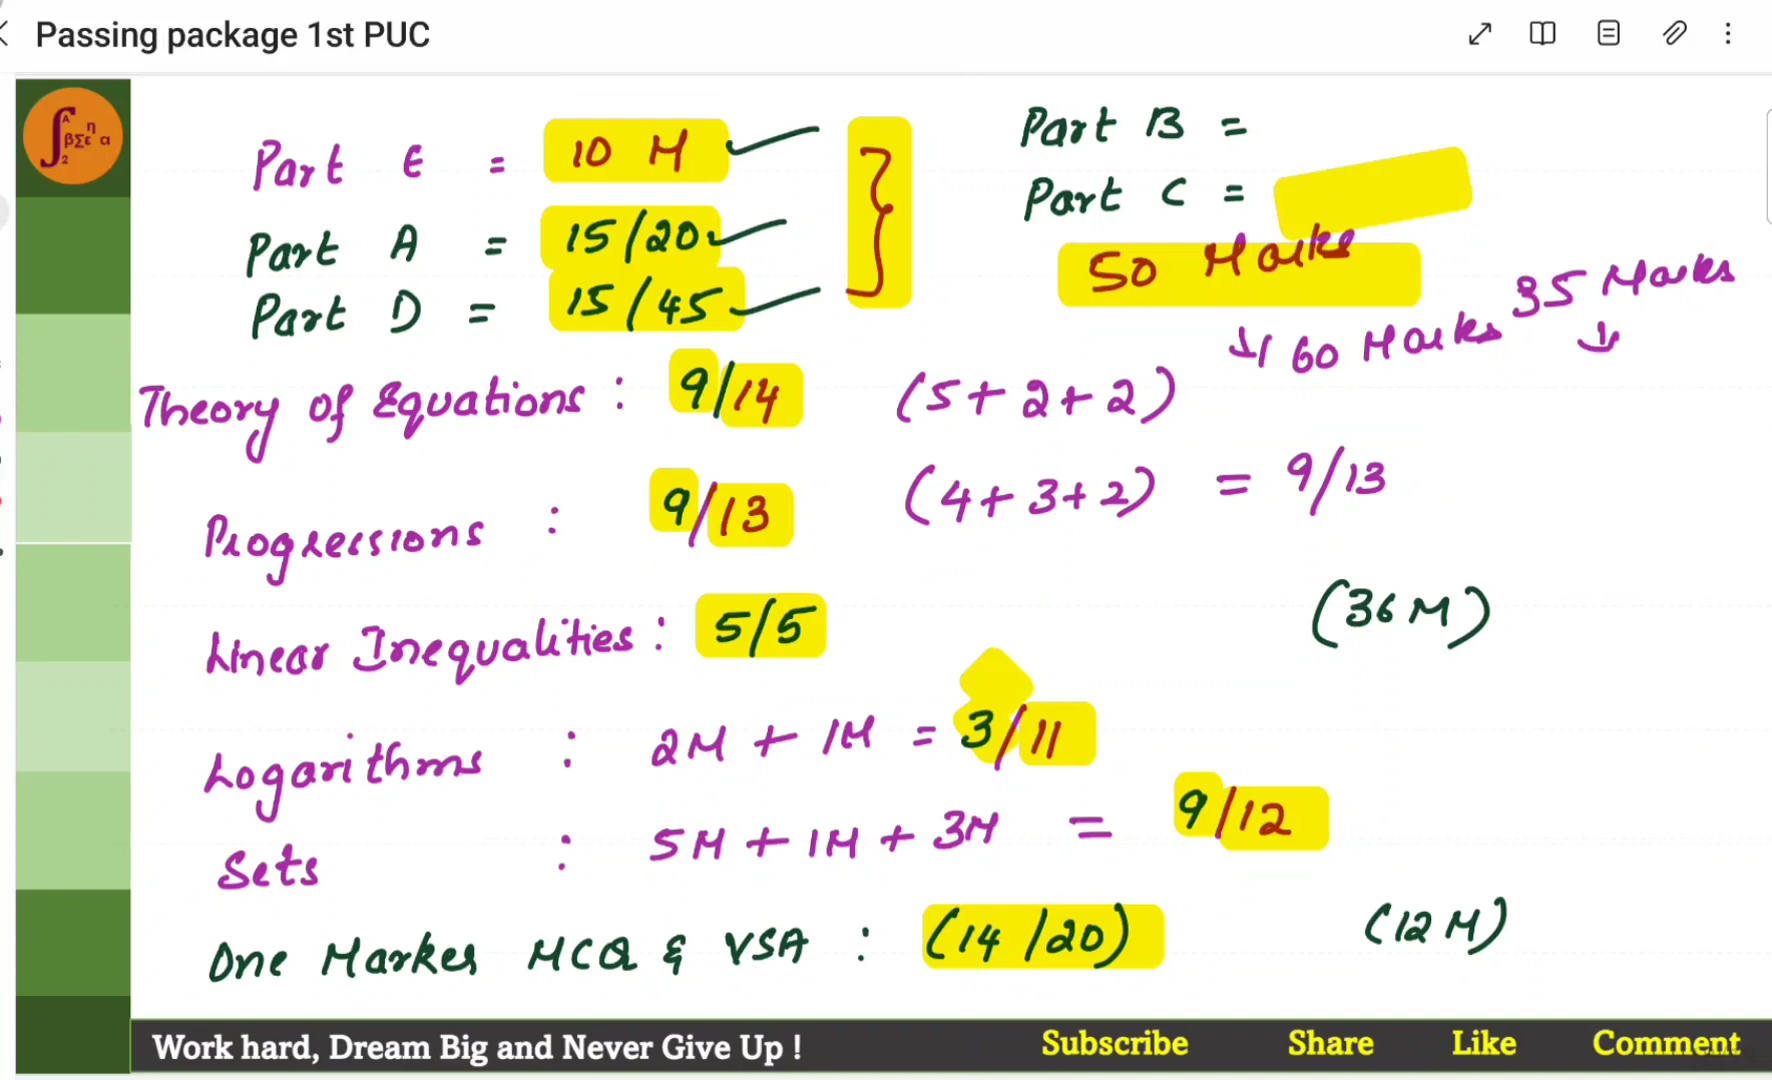 Passing package 1st PUC
Part E = 10 M
Part A = 15/20
Part D = 15/45
Part B =
Part C =
50 Marks
↓ 60 Marks
35 Marks ↓
Theory of Equations : 9/14 (5+2+2)
Progressions : 9/13 (4+3+2) = 9/13
Linear Inequalities : 5/5
(36 M)
Logarithms : 2M + 1M = 3/11
Sets : 5M + 1M + 3M = 9/12
One Markes MCQ & VSA : (14/20) (12 M)
Work hard, Dream Big and Never Give Up ! Subscribe Share Like Comment